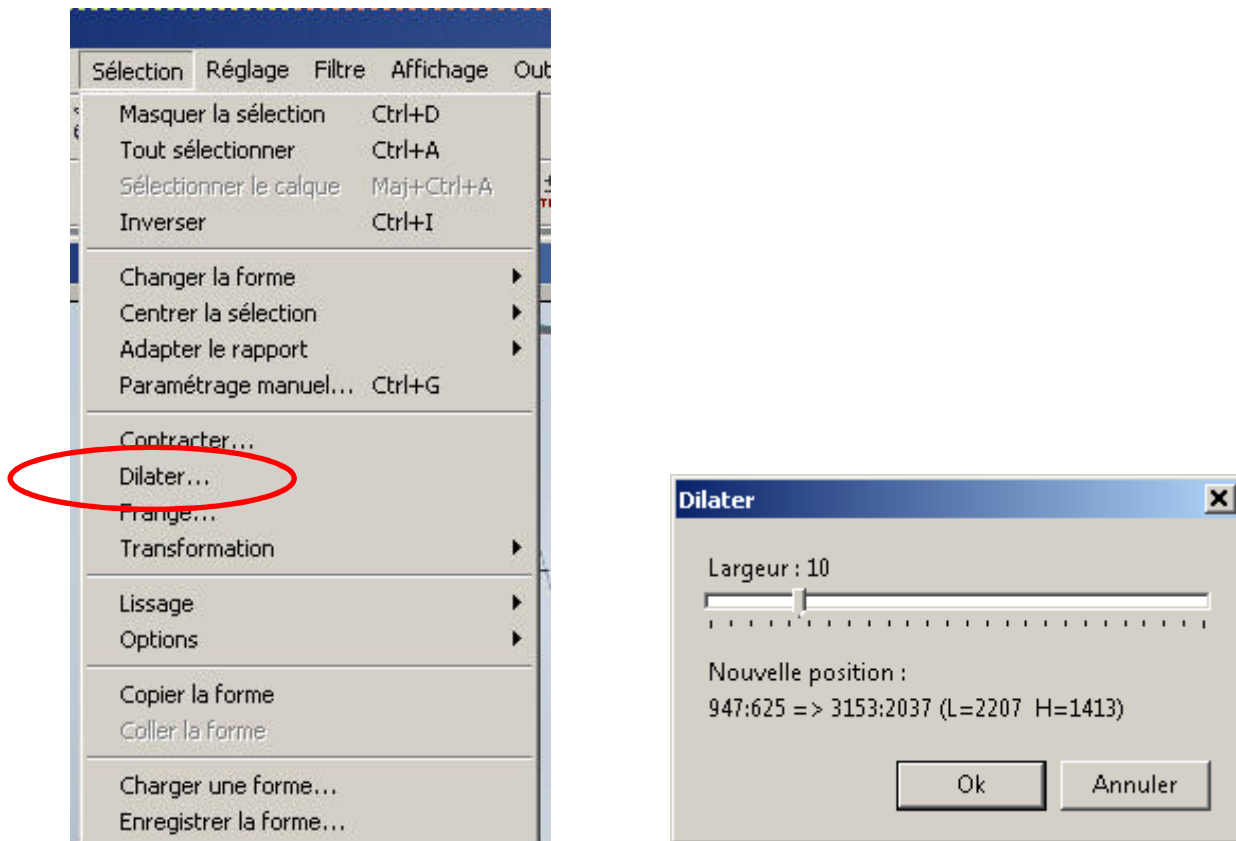 Sélection Réglage Filtre Affichage Out
Masquer la sélection Ctrl+D
Tout sélectionner Ctrl+A
Sélectionner le calque Maj+Ctrl+A
Inverser Ctrl+I
Changer la forme
Centrer la sélection
Adapter le rapport
Paramétrage manuel... Ctrl+G
Contracter...
Dilater...
Frange...
Transformation
Lissage
Options
Copier la forme
Coller la forme
Charger une forme...
Enregistrer la forme...
Dilater
Largeur : 10
Nouvelle position :
947:625 => 3153:2037 (L=2207 H=1413)
Ok Annuler